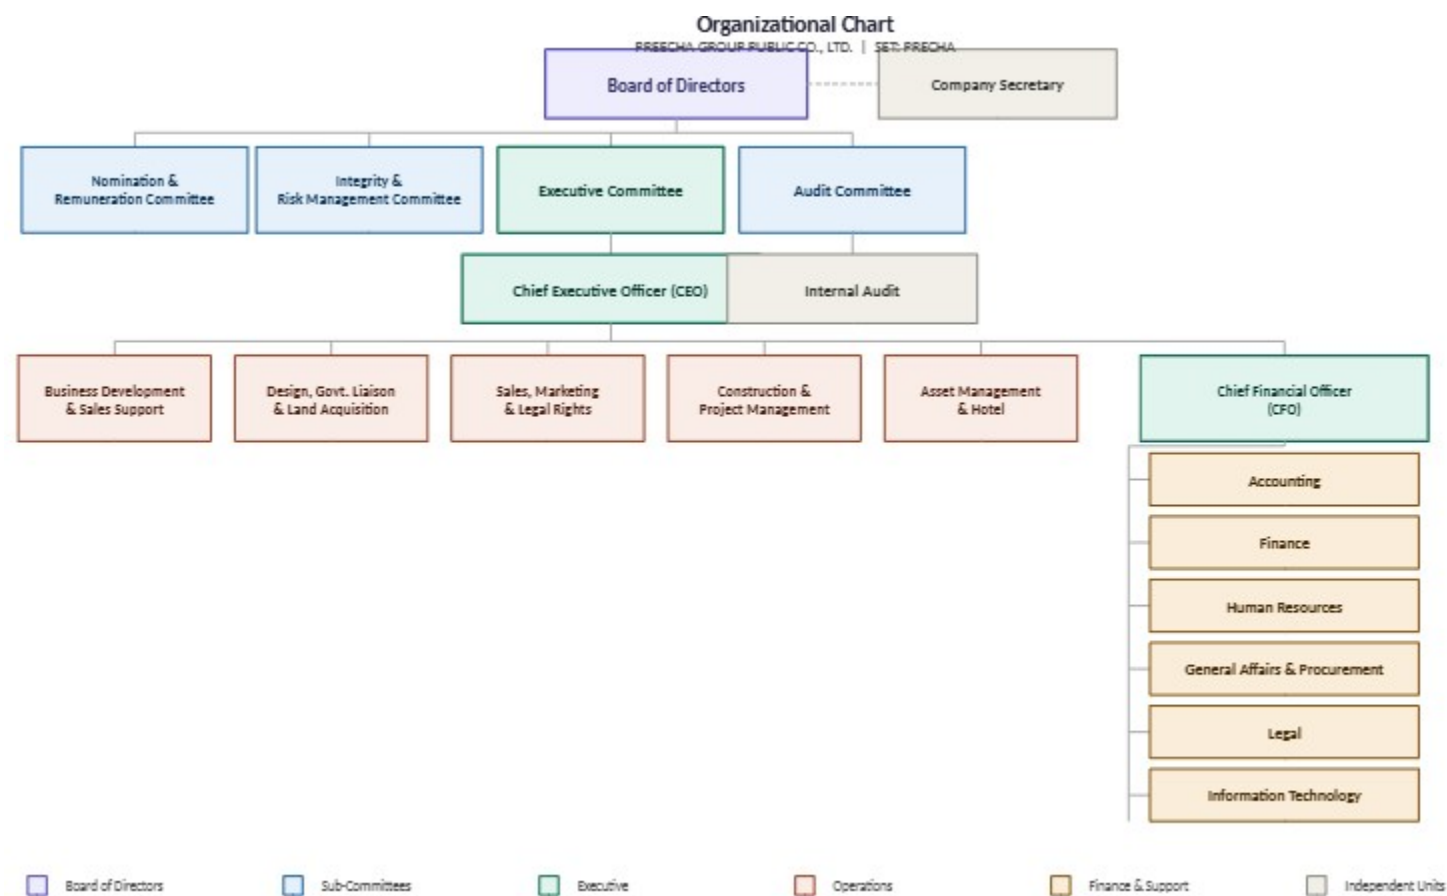 Organizational Chart
PREECHA GROUP PUBLIC CO., LTD. | SET: PRECHA
Board of Directors
Company Secretary
Nomination &
Remuneration Committee
Integrity &
Risk Management Committee
Executive Committee
Audit Committee
Chief Executive Officer (CEO)
Internal Audit
Business Development
& Sales Support
Design, Govt. Liaison
& Land Acquisition
Sales, Marketing
& Legal Rights
Construction &
Project Management
Asset Management
& Hotel
Chief Financial Officer
(CFO)
Accounting
Finance
Human Resources
General Affairs & Procurement
Legal
Information Technology
Board of Directors
Sub-Committees
Executive
Operations
Finance & Support
Independent Units